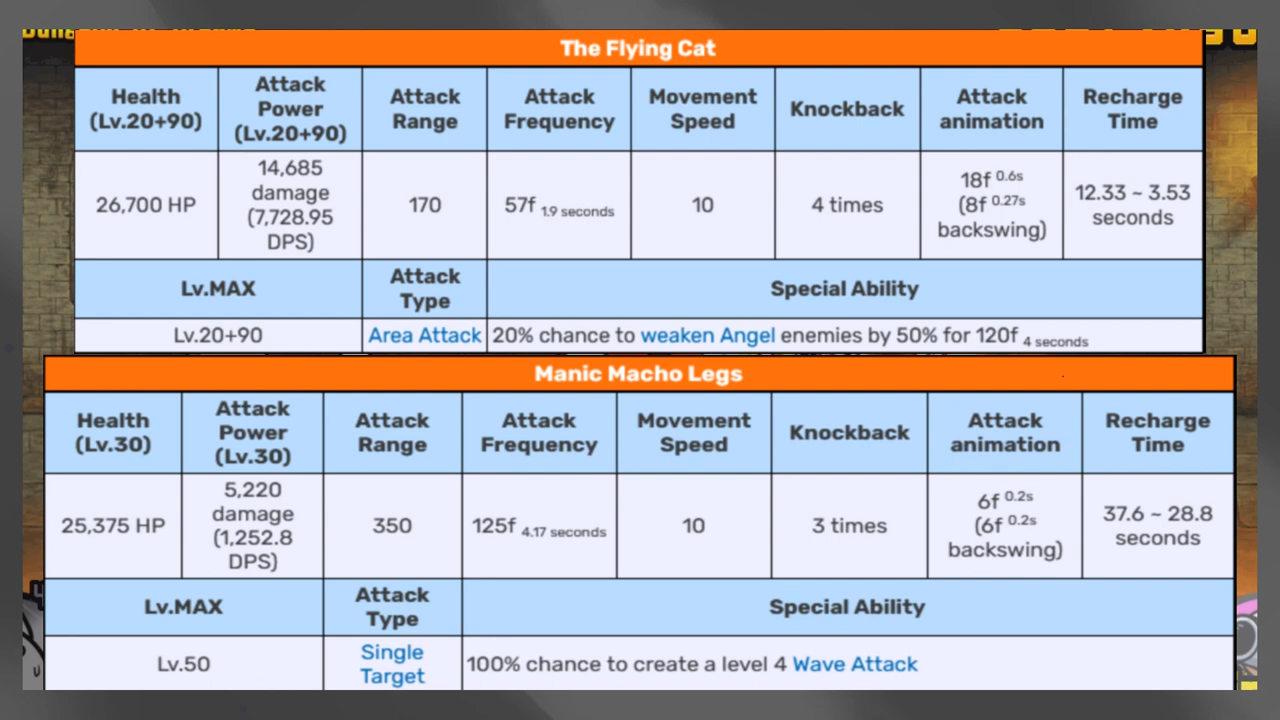 The Flying Cat
Health (Lv.20+90)
Attack Power (Lv.20+90)
Attack Range
Attack Frequency
Movement Speed
Knockback
Attack animation
Recharge Time
26,700 HP
14,685 damage (7,728.95 DPS)
170
57f 1.9 seconds
10
4 times
18f 0.6s (8f 0.27s backswing)
12.33 ~ 3.53 seconds
Lv.MAX
Attack Type
Special Ability
Lv.20+90
Area Attack
20% chance to weaken Angel enemies by 50% for 120f 4 seconds
Manic Macho Legs
Health (Lv.30)
Attack Power (Lv.30)
Attack Range
Attack Frequency
Movement Speed
Knockback
Attack animation
Recharge Time
25,375 HP
5,220 damage (1,252.8 DPS)
350
125f 4.17 seconds
10
3 times
6f 0.2s (6f 0.2s backswing)
37.6 ~ 28.8 seconds
Lv.MAX
Attack Type
Special Ability
Lv.50
Single Target
100% chance to create a level 4 Wave Attack